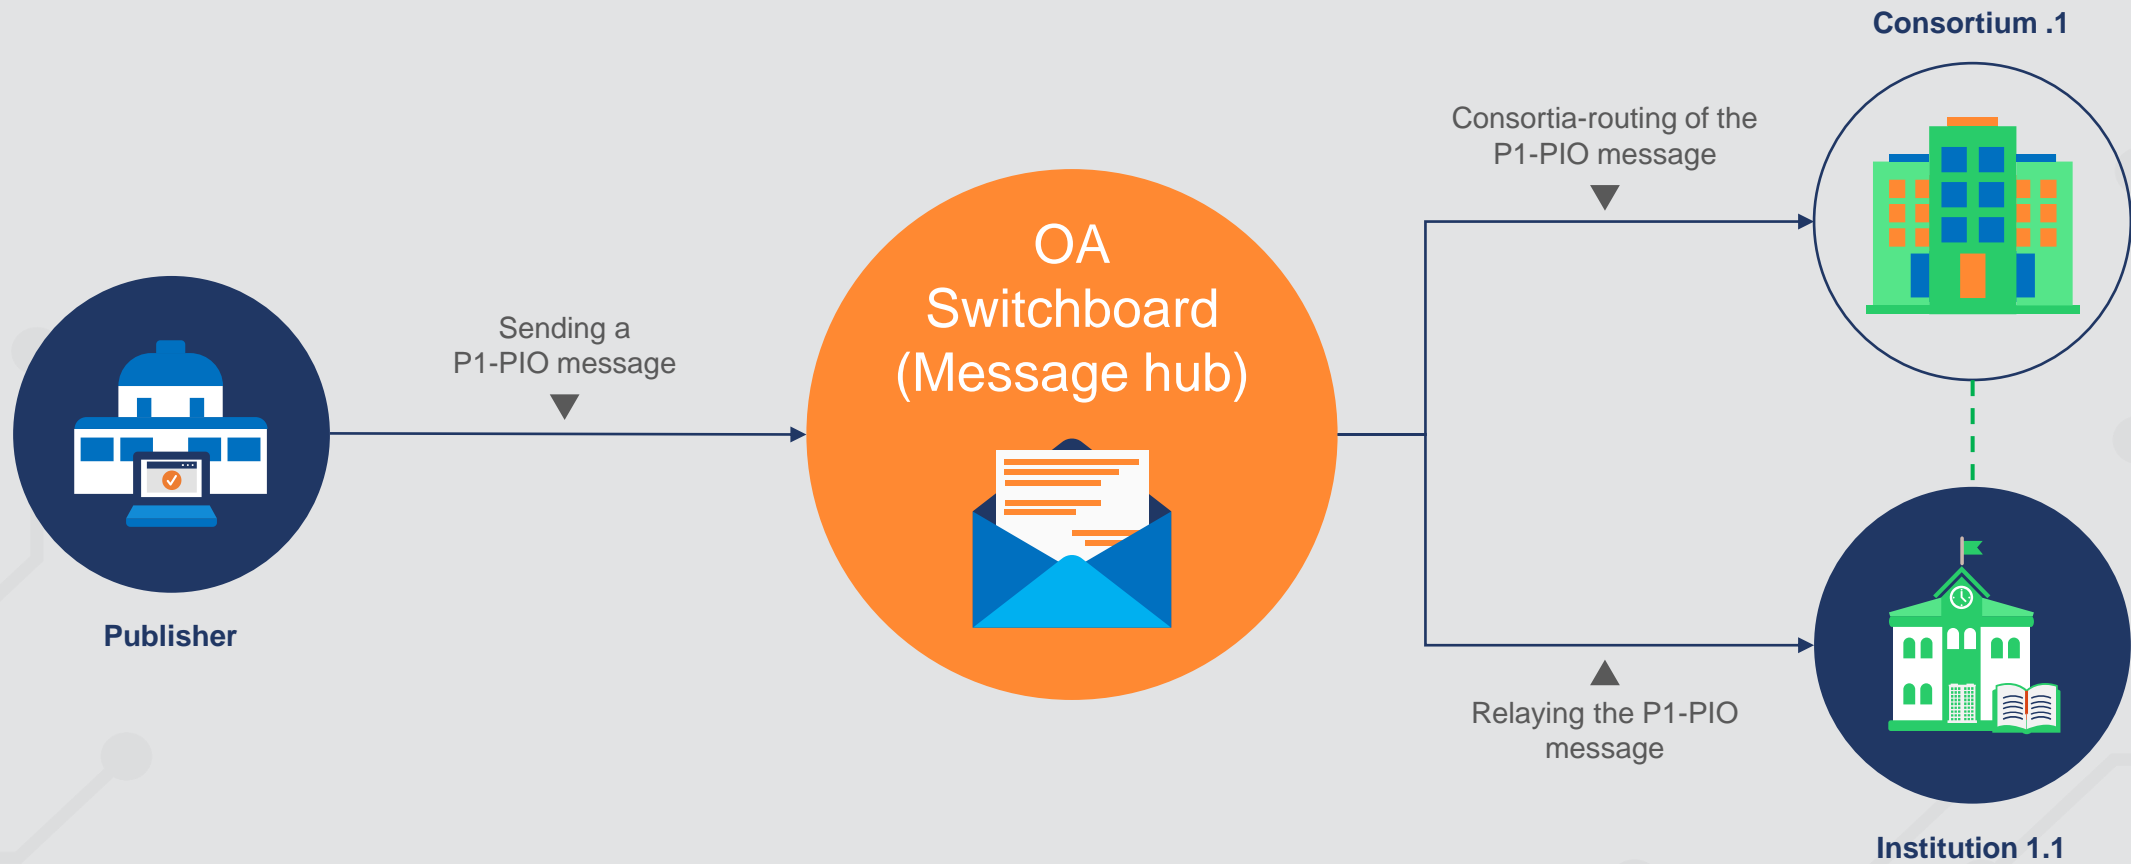 Consortium .1
Consortia-routing of the
P1-PIO message
OA
Switchboard
(Message hub)
Sending a
P1-PIO message
Publisher
Relaying the P1-PIO
message
Institution 1.1